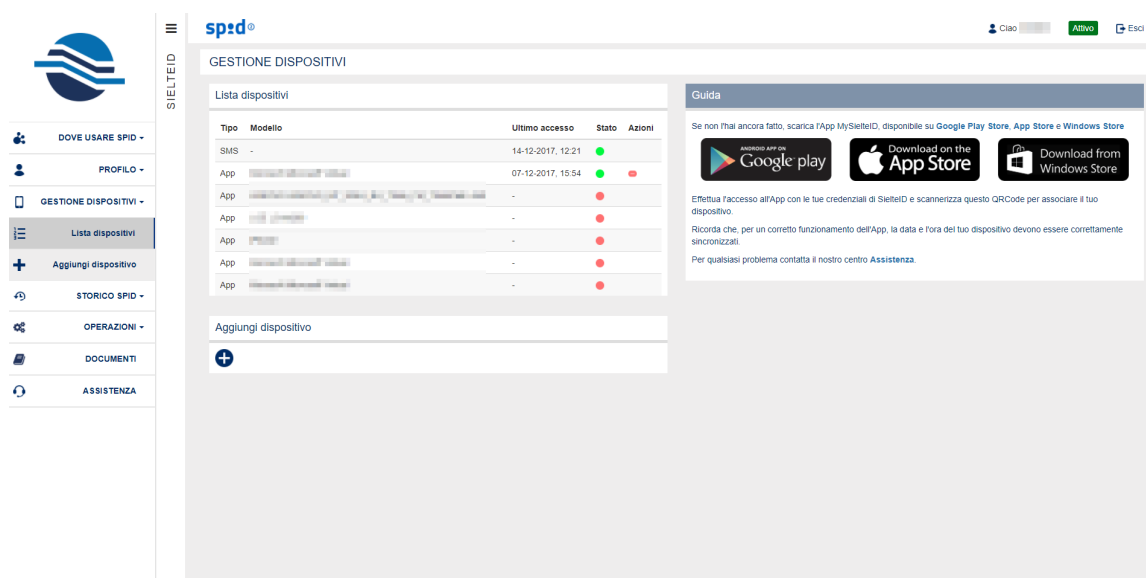 SIELTEID
DOVE USARE SPID
PROFILO
GESTIONE DISPOSITIVI
Lista dispositivi
Aggiungi dispositivo
STORICO SPID
OPERAZIONI
DOCUMENTI
ASSISTENZA
sp:d
Ciao
Attivo
Esci
GESTIONE DISPOSITIVI
Lista dispositivi
Tipo Modello Ultimo accesso Stato Azioni
SMS - 14-12-2017, 12:21
App 07-12-2017, 15:54
App -
App -
App -
App -
App -
Aggiungi dispositivo
Guida
Se non l'hai ancora fatto, scarica l'App MySielteID, disponibile su Google Play Store, App Store e Windows Store
ANDROID APP ON
Google play
Download on the
App Store
Download from
Windows Store
Effettua l'accesso all'App con le tue credenziali di SielteID e scannerizza questo QRCode per associare il tuo
dispositivo.
Ricorda che, per un corretto funzionamento dell'App, la data e l'ora del tuo dispositivo devono essere correttamente
sincronizzati.
Per qualsiasi problema contatta il nostro centro Assistenza.